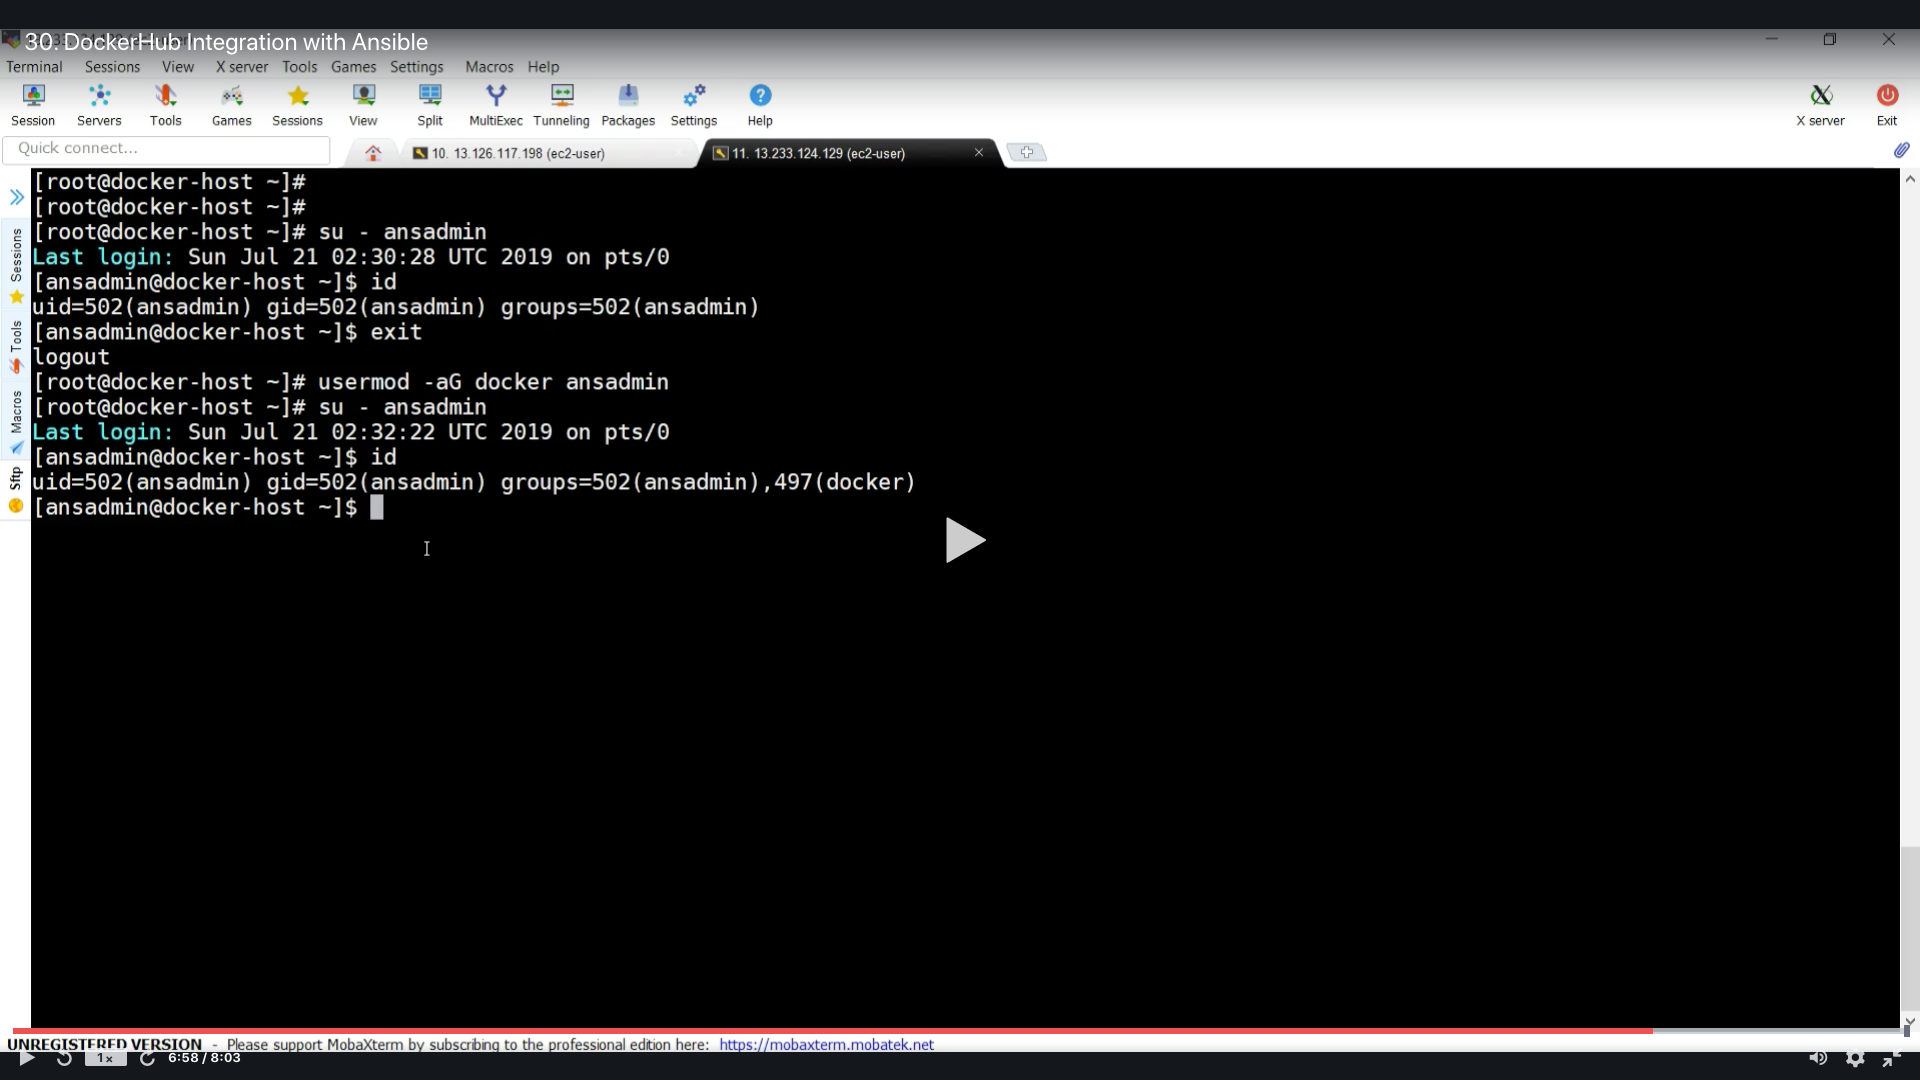 30. DockerHub Integration with Ansible
Terminal Sessions View X server Tools Games Settings Macros Help
Session Servers Tools Games Sessions View Split MultiExec Tunneling Packages Settings Help X server Exit
Quick connect...
10. 13.126.117.198 (ec2-user)
11. 13.233.124.129 (ec2-user)
Sessions
Tools
Macros
Sftp
[root@docker-host ~]#
[root@docker-host ~]#
[root@docker-host ~]# su - ansadmin
Last login: Sun Jul 21 02:30:28 UTC 2019 on pts/0
[ansadmin@docker-host ~]$ id
uid=502(ansadmin) gid=502(ansadmin) groups=502(ansadmin)
[ansadmin@docker-host ~]$ exit
logout
[root@docker-host ~]# usermod -aG docker ansadmin
[root@docker-host ~]# su - ansadmin
Last login: Sun Jul 21 02:32:22 UTC 2019 on pts/0
[ansadmin@docker-host ~]$ id
uid=502(ansadmin) gid=502(ansadmin) groups=502(ansadmin),497(docker)
[ansadmin@docker-host ~]$
UNREGISTERED VERSION - Please support MobaXterm by subscribing to the professional edition here: https://mobaxterm.mobatek.net
1x 6:58 / 8:03